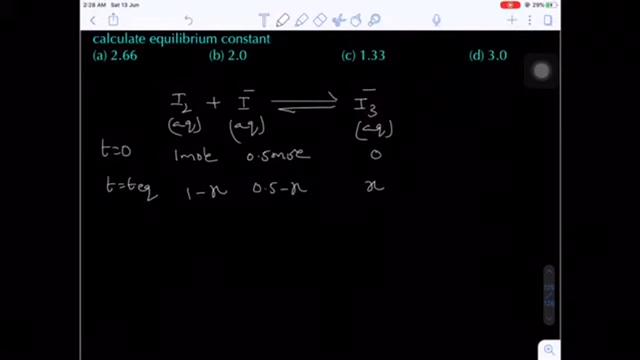 2:28 AM Sat 13 Jun 29%
calculate equilibrium constant
(a) 2.66 (b) 2.0 (c) 1.33 (d) 3.0
I₂ + I⁻ ⇌ I₃⁻
(aq) (aq) (aq)
t=0 1mole 0.5mole 0
t=teq 1-x 0.5-x x